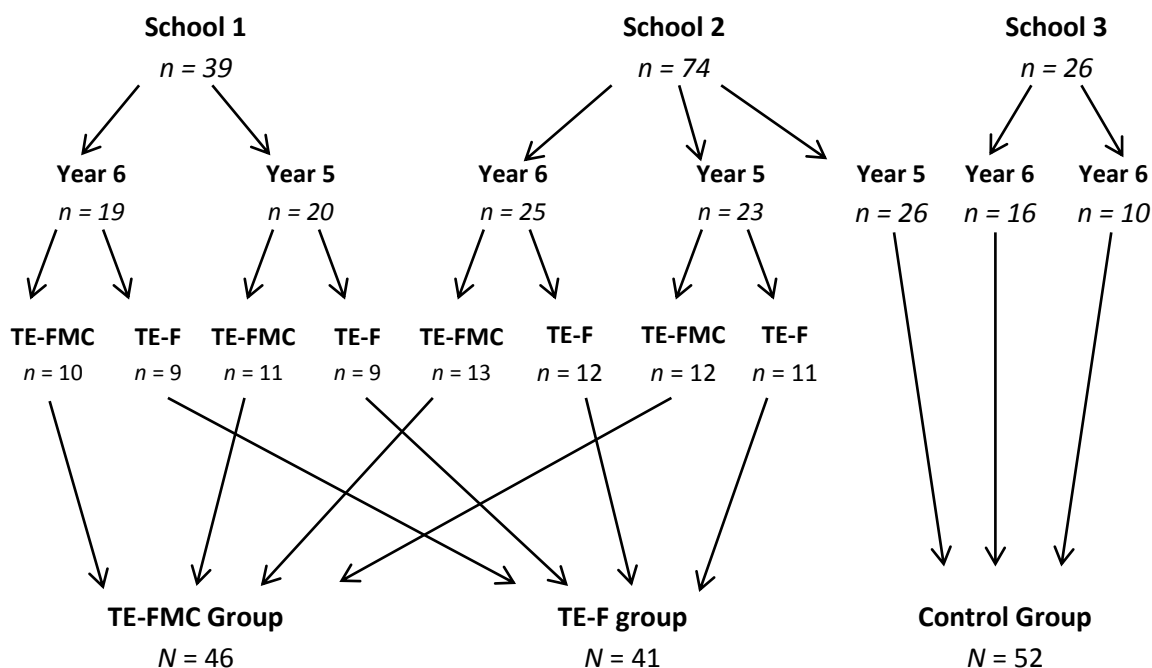 School 1 School 2 School 3
n = 39 n = 74 n = 26
Year 6 Year 5 Year 6 Year 5 Year 5 Year 6 Year 6
n = 19 n = 20 n = 25 n = 23 n = 26 n = 16 n = 10
TE-FMC TE-F TE-FMC TE-F TE-FMC TE-F TE-FMC TE-F
n = 10 n = 9 n = 11 n = 9 n = 13 n = 12 n = 12 n = 11
TE-FMC Group TE-F group Control Group
N = 46 N = 41 N = 52